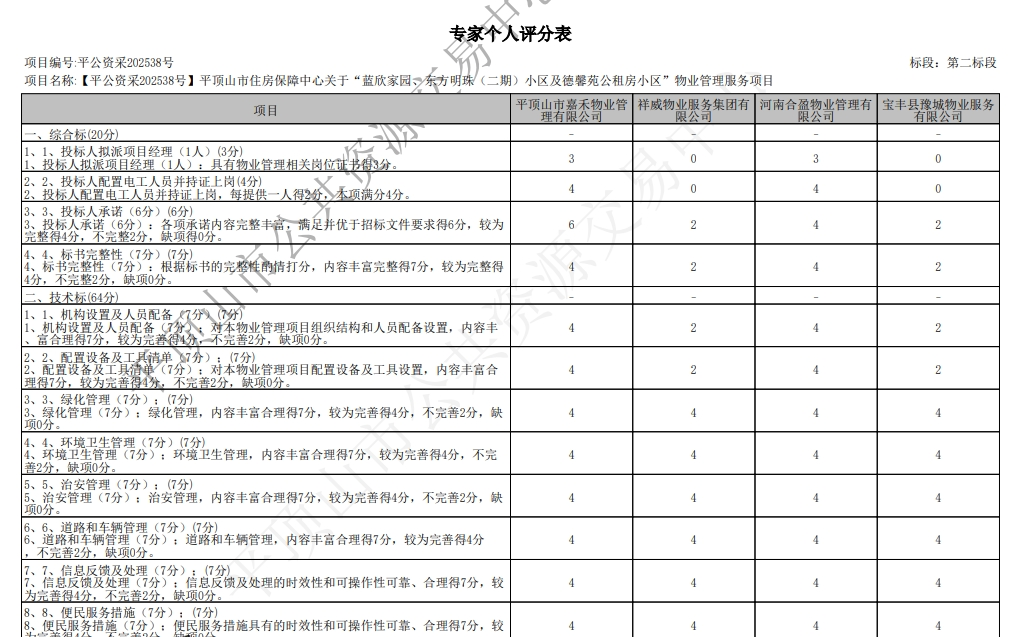 专家个人评分表
项目编号:平公资采202538号
标段：第二标段
项目名称:【平公资采202538号】平顶山市住房保障中心关于“蓝欣家园、东方明珠（二期）小区及德馨苑公租房小区”物业管理服务项目
项目
平顶山市嘉禾物业管理有限公司
祥威物业服务集团有限公司
河南合盈物业管理有限公司
宝丰县豫城物业服务有限公司
一、综合标(20分)
- - - -
1、1、投标人拟派项目经理（1人）(3分)
1、投标人拟派项目经理（1人）：具有物业管理相关岗位证书得3分。
3 0 3 0
2、2、投标人配置电工人员并持证上岗(4分)
2、投标人配置电工人员并持证上岗，每提供一人得2分，本项满分4分。
4 0 4 0
3、3、投标人承诺（6分）(6分)
3、投标人承诺（6分）：各项承诺内容完整丰富，满足并优于招标文件要求得6分，较为
完整得4分，不完整2分，缺项得0分。
6 2 4 2
4、4、标书完整性（7分）(7分)
4、标书完整性（7分）：根据标书的完整性酌情打分，内容丰富完整得7分，较为完整得
4分，不完整2分，缺项0分。
4 2 4 2
二、技术标(64分)
- - - -
1、1、机构设置及人员配备（7分）(7分)
1、机构设置及人员配备（7分）；对本物业管理项目组织结构和人员配备设置，内容丰
、富合理得7分，较为完善得4分，不完善2分，缺项0分。
4 2 4 2
2、2、配置设备及工具清单（7分）；(7分)
2、配置设备及工具清单（7分）；对本物业管理项目配置设备及工具设置，内容丰富合
理得7分，较为完善得4分，不完善2分，缺项0分。
4 2 4 2
3、3、绿化管理（7分）；(7分)
3、绿化管理（7分）；绿化管理，内容丰富合理得7分，较为完善得4分，不完善2分，缺
项0分。
4 4 4 4
4、4、环境卫生管理（7分）(7分)
4、环境卫生管理（7分）；环境卫生管理，内容丰富合理得7分，较为完善得4分，不完
善2分，缺项0分。
4 4 4 4
5、5、治安管理（7分）；(7分)
5、治安管理（7分）；治安管理，内容丰富合理得7分，较为完善得4分，不完善2分，缺
项0分。
4 4 4 4
6、6、道路和车辆管理（7分）(7分)
6、道路和车辆管理（7分）；道路和车辆管理，内容丰富合理得7分，较为完善得4分
，不完善2分，缺项0分。
4 4 4 4
7、7、信息反馈及处理（7分）；(7分)
7、信息反馈及处理（7分）；信息反馈及处理的时效性和可操作性可靠、合理得7分，较
为完善得4分，不完善2分，缺项0分。
4 4 4 4
8、8、便民服务措施（7分）；(7分)
8、便民服务措施（7分）；便民服务措施具有的时效性和可操作性可靠、合理得7分，较
为完善得4分，不完善2分，缺项0分。
4 4 4 4
平顶山市公共资源交易中心
平顶山市公共资源交易中